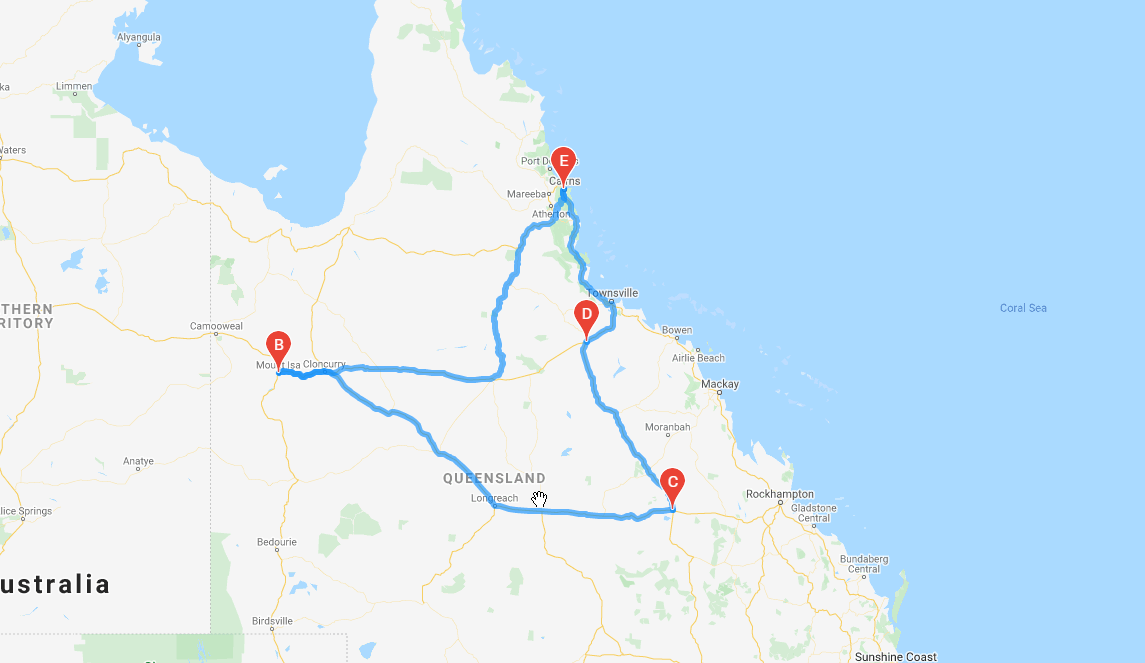 Alyangula
Limmen
ka
Waters
E
Port D s
Cairns
Mareeba
Atherton
THERN
RITORY
Camooweal
Townsville
D
Coral Sea
B
Bowen
Airlie Beach
Mount Isa Cloncurry
Mackay
Moranbah
Anatye
QUEENSLAND
C
Longreach
Rockhampton
lice Springs
Gladstone
Central
Bedourie
Bundaberg
Central
ustralia
Birdsville
Sunshine Coast